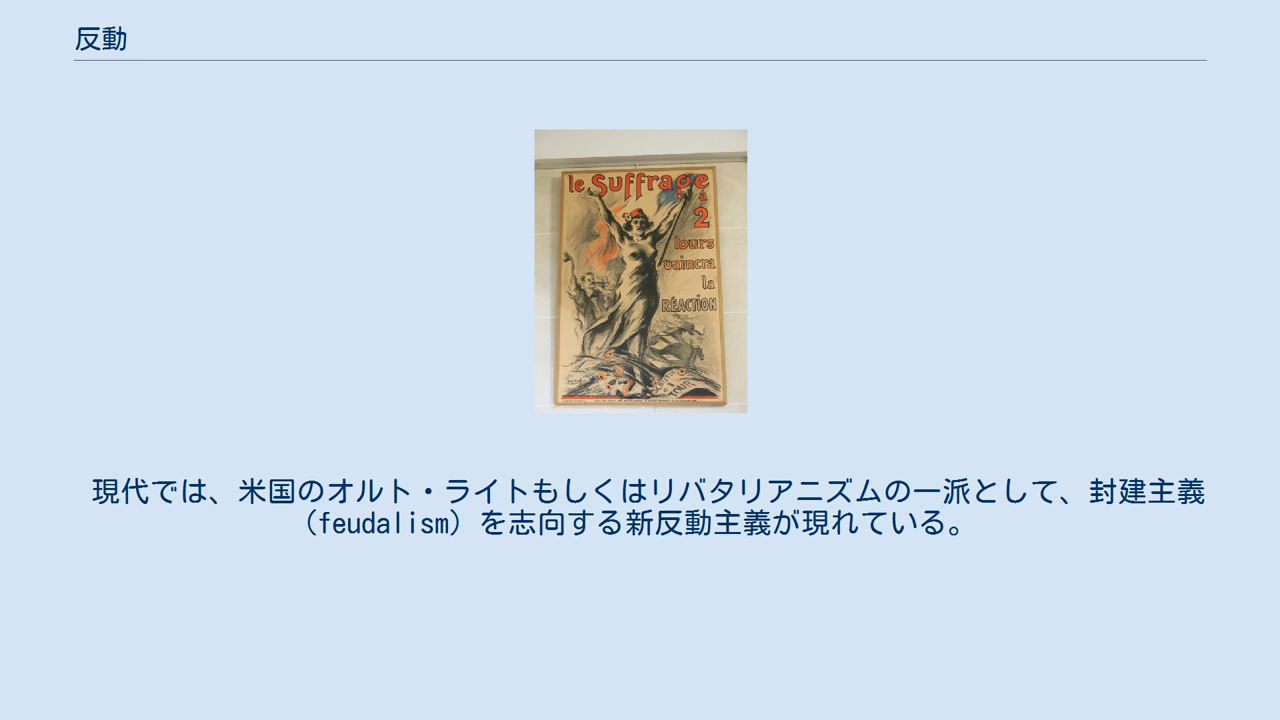 反動
le Suffrage
à
2
tours
vaincra
la
RÉACTION
現代では、米国のオルト・ライトもしくはリバタリアニズムの一派として、封建主義
（feudalism）を志向する新反動主義が現れている。